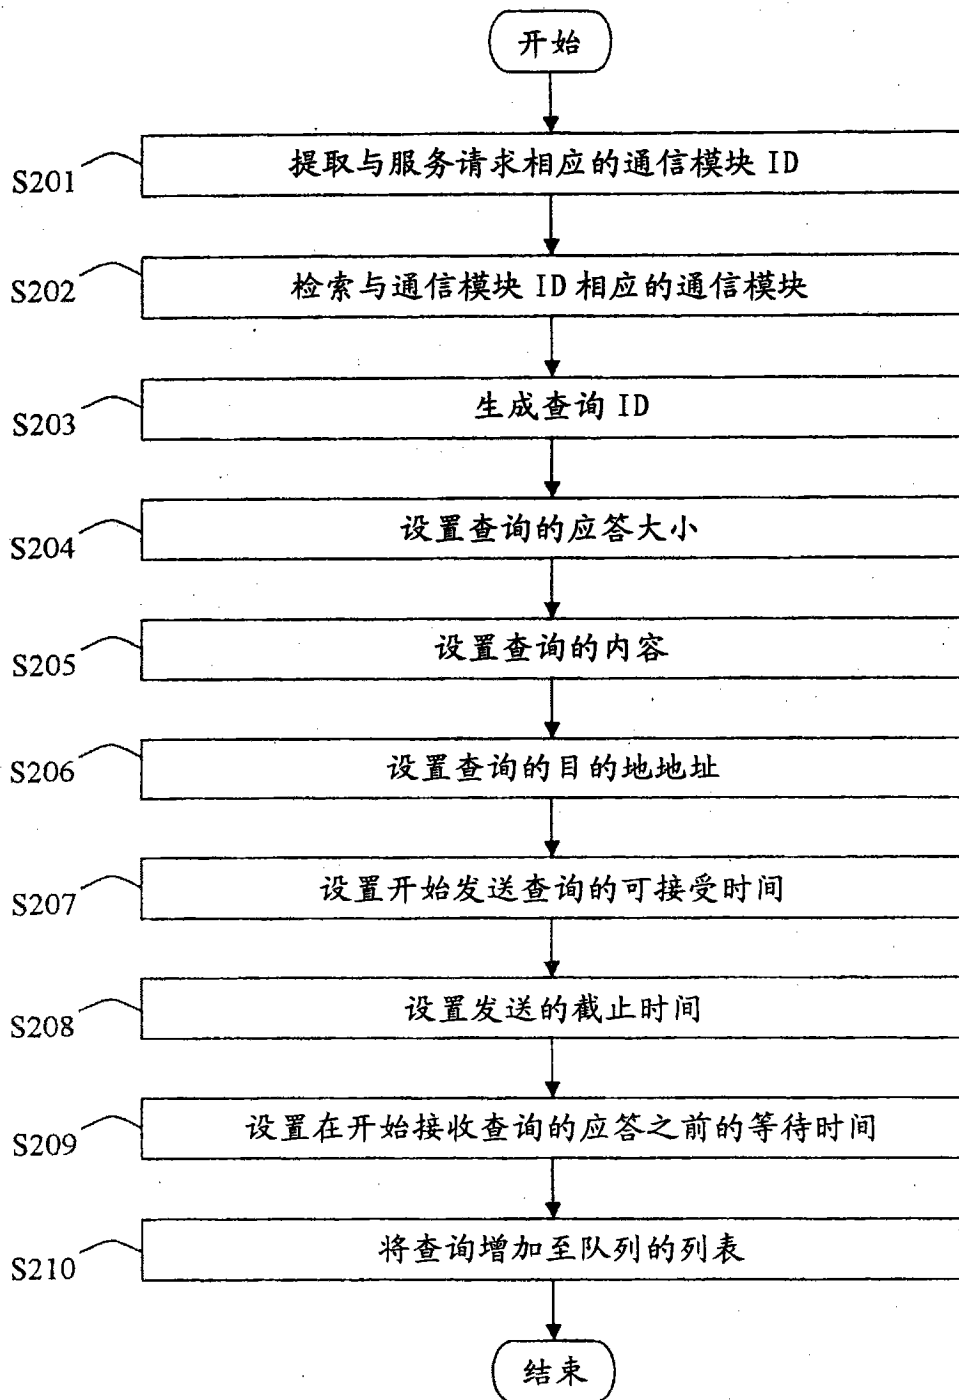 开始
S201 提取与服务请求相应的通信模块 ID
S202 检索与通信模块 ID 相应的通信模块
S203 生成查询 ID
S204 设置查询的应答大小
S205 设置查询的内容
S206 设置查询的目的地地址
S207 设置开始发送查询的可接受时间
S208 设置发送的截止时间
S209 设置在开始接收查询的应答之前的等待时间
S210 将查询增加至队列的列表
结束